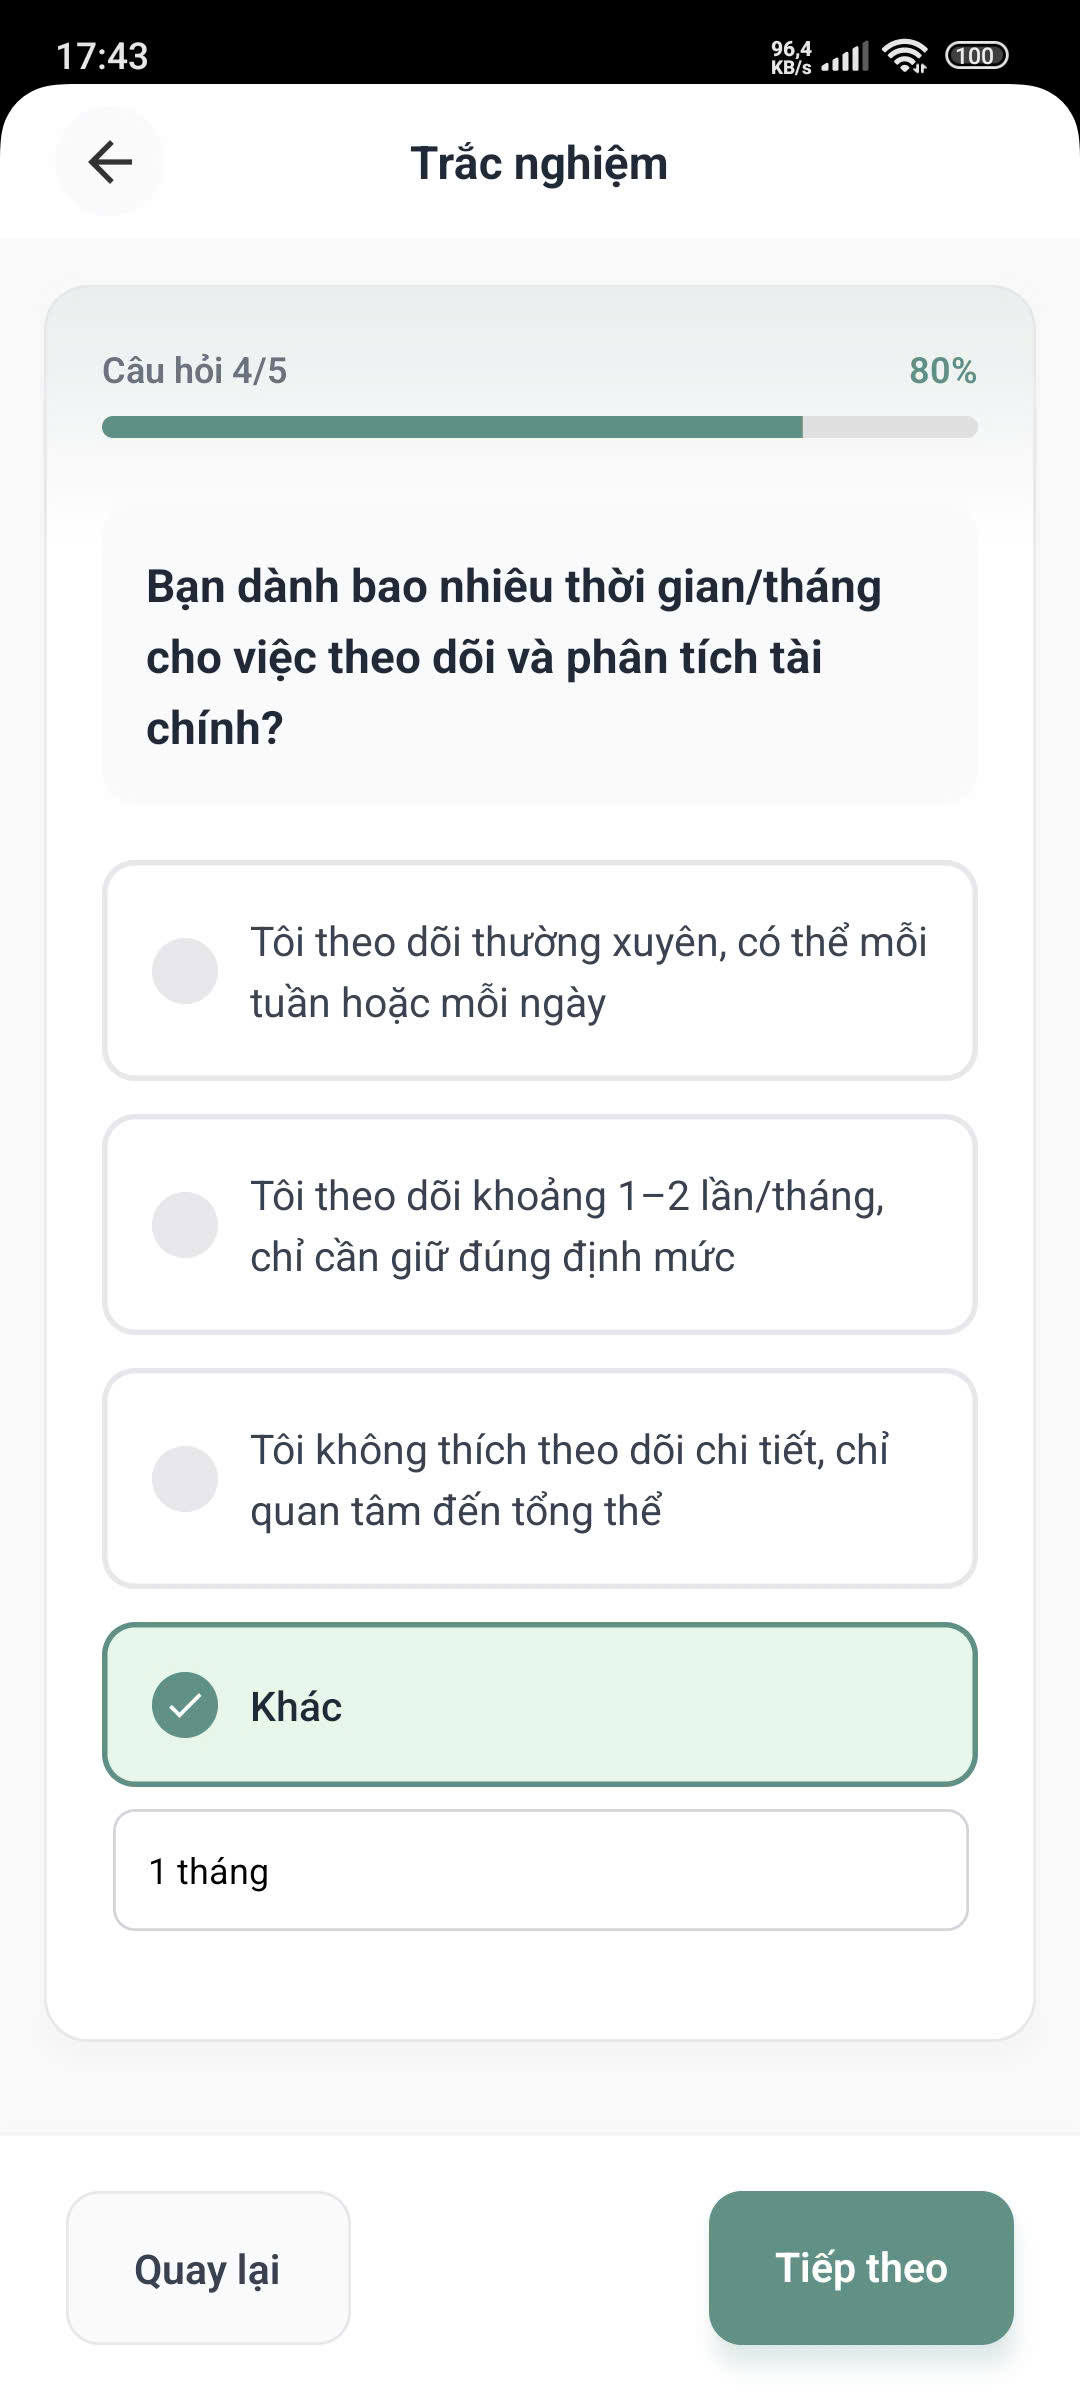 17:43
96,4
KB/s
100
Trắc nghiệm
Câu hỏi 4/5
80%
Bạn dành bao nhiêu thời gian/tháng
cho việc theo dõi và phân tích tài
chính?
Tôi theo dõi thường xuyên, có thể mỗi
tuần hoặc mỗi ngày
Tôi theo dõi khoảng 1–2 lần/tháng,
chỉ cần giữ đúng định mức
Tôi không thích theo dõi chi tiết, chỉ
quan tâm đến tổng thể
Khác
1 tháng
Quay lại
Tiếp theo